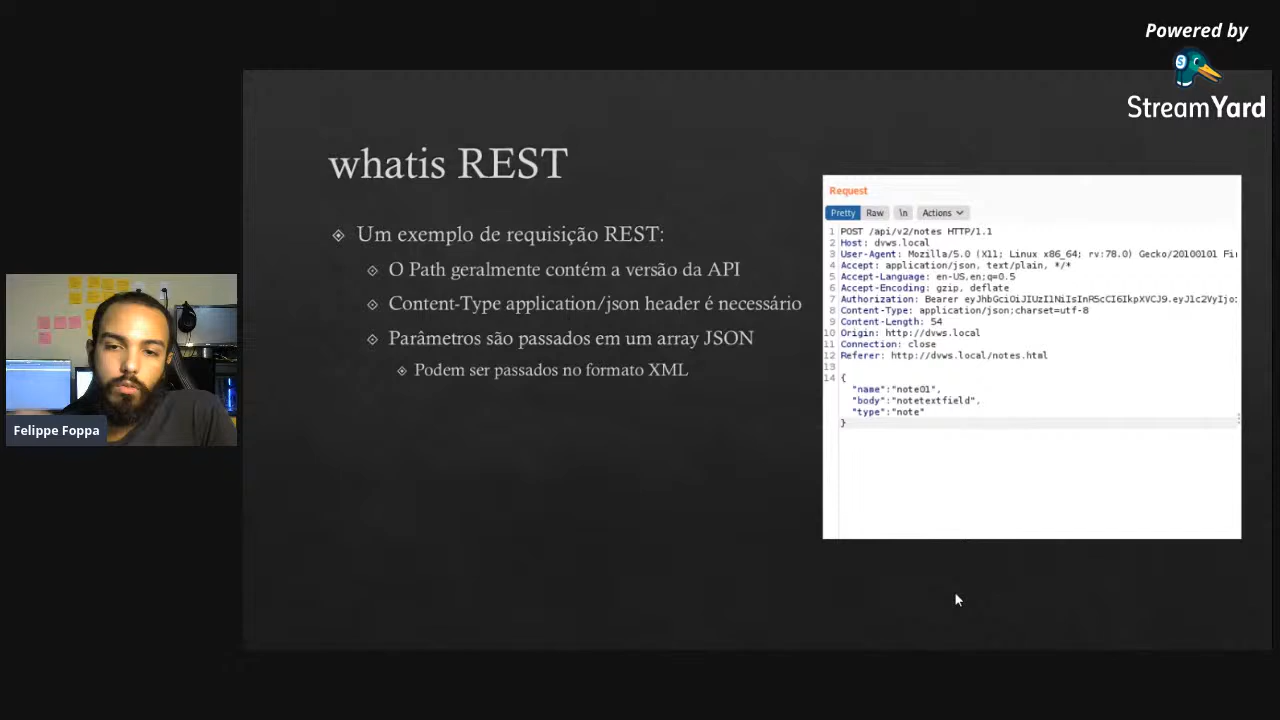 Powered by
StreamYard
whatis REST
Um exemplo de requisição REST:
O Path geralmente contém a versão da API
Content-Type application/json header é necessário
Parâmetros são passados em um array JSON
Podem ser passados no formato XML
Felippe Foppa
Request
Pretty Raw \n Actions
1 POST /api/v2/notes HTTP/1.1
2 Host: dvws.local
3 User-Agent: Mozilla/5.0 (X11; Linux x86_64; rv:78.0) Gecko/20100101
4 Accept: application/json, text/plain, */*
5 Accept-Language: en-US,en;q=0.5
6 Accept-Encoding: gzip, deflate
7 Authorization: Bearer
8 Content-Type: application/json;charset=utf-8
9 Content-Length: 54
10 Origin: http://dvws.local
11 Connection: close
12 Referer: http://dvws.local/notes.html
13
14 {
"name":"note01",
"body":"notetextfield",
"type":"note"
}